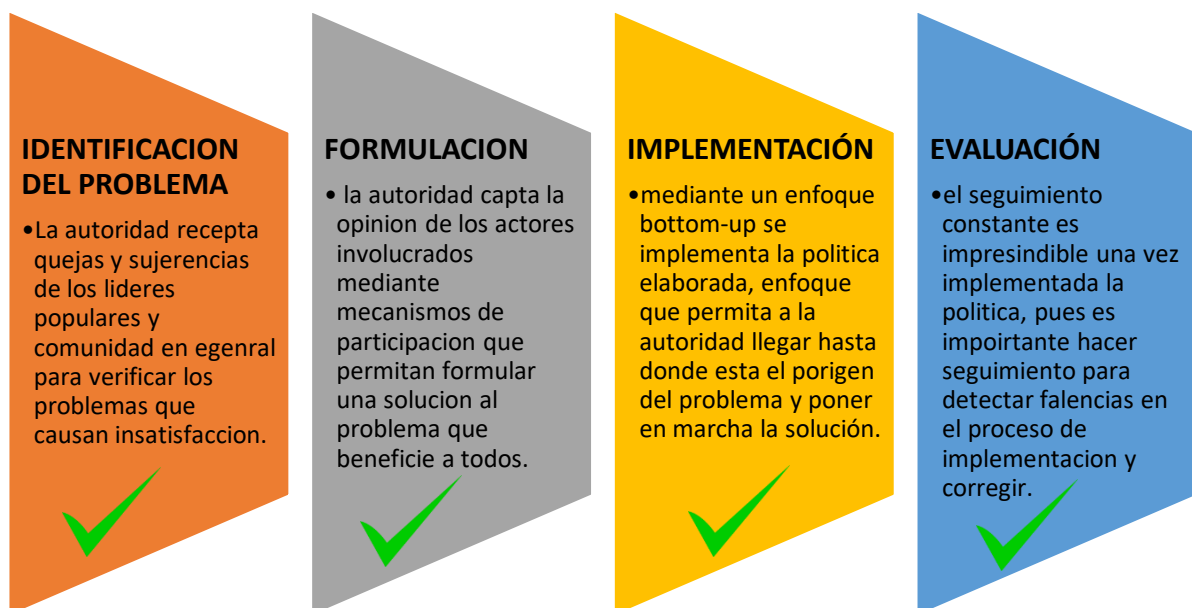 IDENTIFICACION
DEL PROBLEMA
•La autoridad recepta
quejas y sujerencias
de los lideres
populares y
comunidad en egenral
para verificar los
problemas que
causan insatisfaccion.
FORMULACION
• la autoridad capta la
opinion de los actores
involucrados
mediante
mecanismos de
participacion que
permitan formular
una solucion al
problema que
beneficie a todos.
IMPLEMENTACIÓN
•mediante un enfoque
bottom-up se
implementa la politica
elaborada, enfoque
que permita a la
autoridad llegar hasta
donde esta el porigen
del problema y poner
en marcha la solución.
EVALUACIÓN
•el seguimiento
constante es
impresindible una vez
implementada la
politica, pues es
impoirtante hacer
seguimiento para
detectar falencias en
el proceso de
implementacion y
corregir.